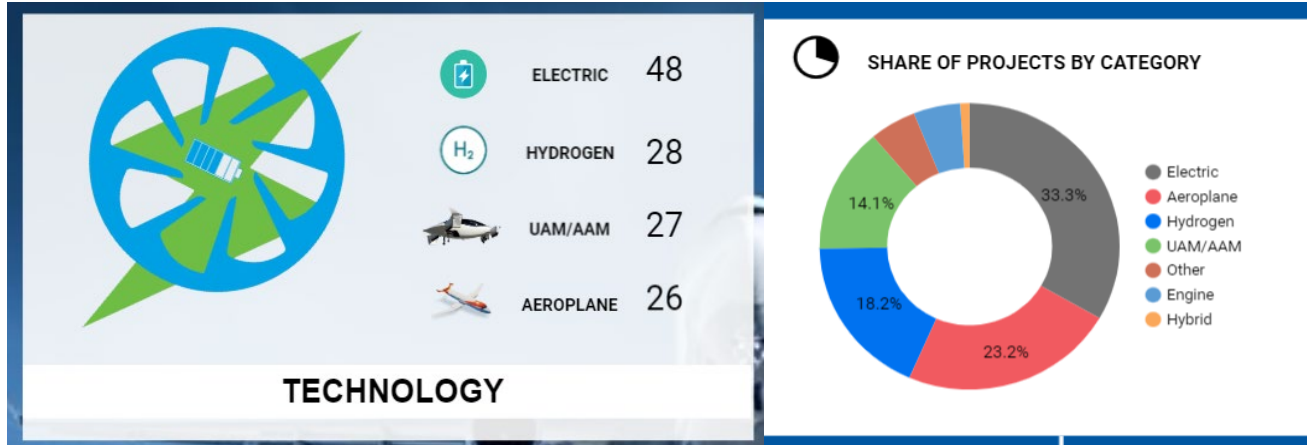 ELECTRIC 48
H₂ HYDROGEN 28
UAM/AAM 27
AEROPLANE 26
TECHNOLOGY
SHARE OF PROJECTS BY CATEGORY
33.3%
14.1%
18.2%
23.2%
Electric
Aeroplane
Hydrogen
UAM/AAM
Other
Engine
Hybrid